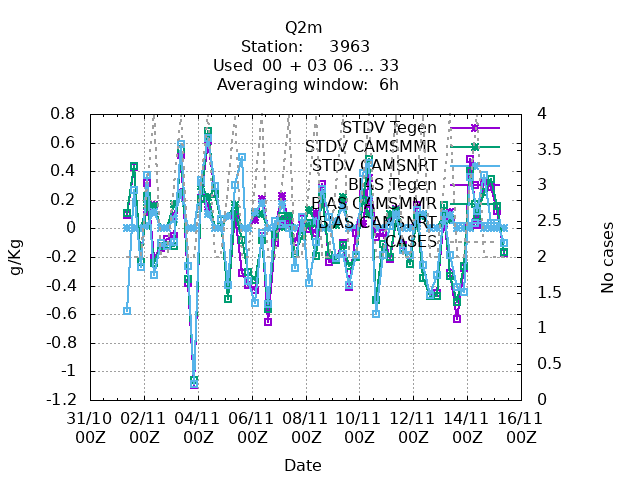 Q2m
Station:     3963
Used  00 + 03 06 ... 33
Averaging window:  6h
0.8
0.6
0.4
0.2
0
-0.2
-0.4
-0.6
-0.8
-1
-1.2
g/Kg
STDV Tegen
STDV CAMSMMR
STDV CAMSNRT
BIAS Tegen
BIAS CAMSMMR
BIAS CAMSNRT
CASES
4
3.5
3
2.5
2
1.5
1
0.5
0
No cases
31/10 02/11 04/11 06/11 08/11 10/11 12/11 14/11 16/11
00Z 00Z 00Z 00Z 00Z 00Z 00Z 00Z 00Z
Date